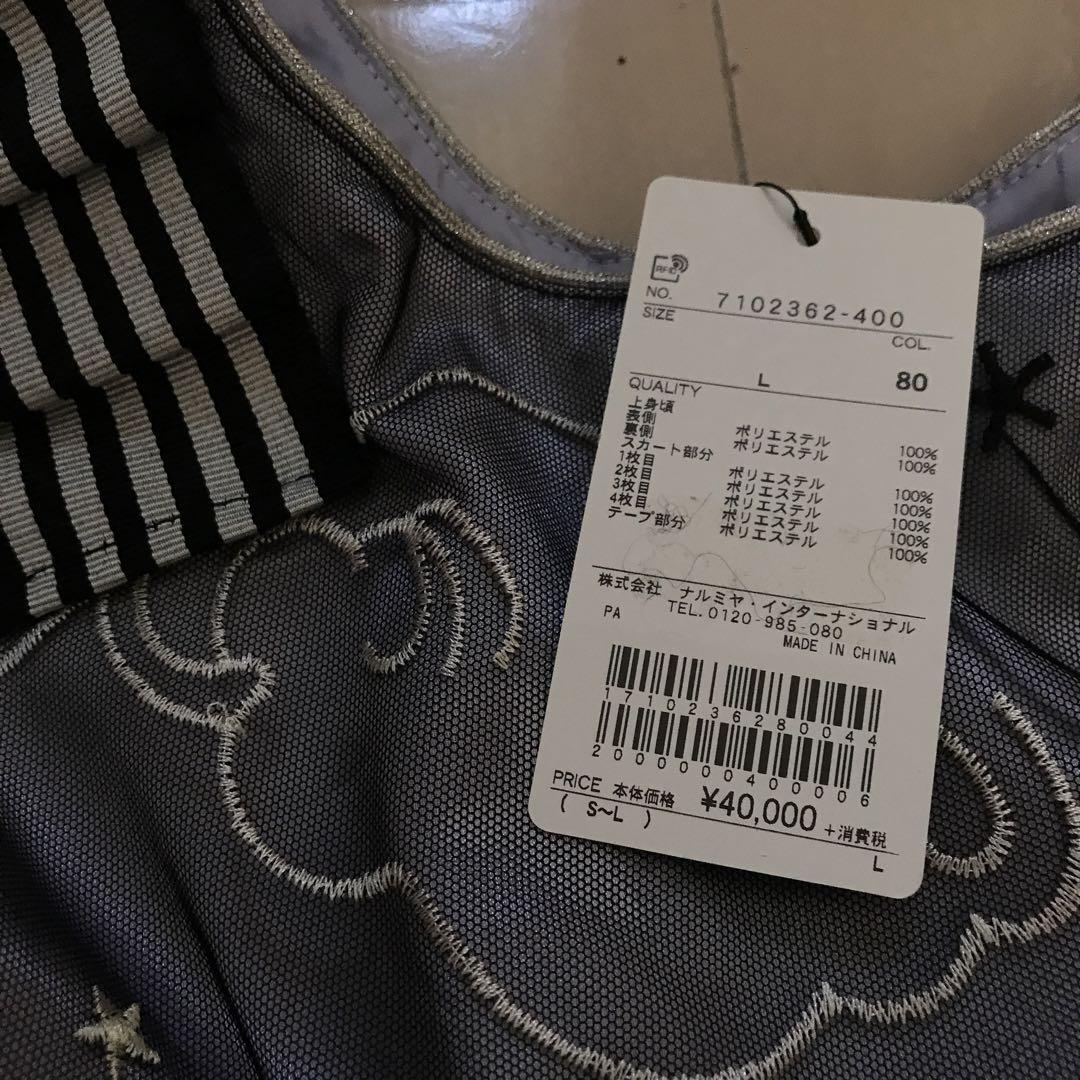 RFID
NO. 7102362-400
SIZE COL.
L 80
QUALITY
上身頃
表側 ポリエステル 100%
裏側 ポリエステル 100%
スカート部分
1枚目 ポリエステル 100%
2枚目 ポリエステル 100%
3枚目 ポリエステル 100%
4枚目 ポリエステル 100%
テープ部分 ポリエステル 100%
株式会社 ナルミヤ・インターナショナル
TEL.0120-985-080
PA MADE IN CHINA
1710236280044
2000000400006
PRICE 本体価格 ¥40,000 +消費税
( S〜L )
L